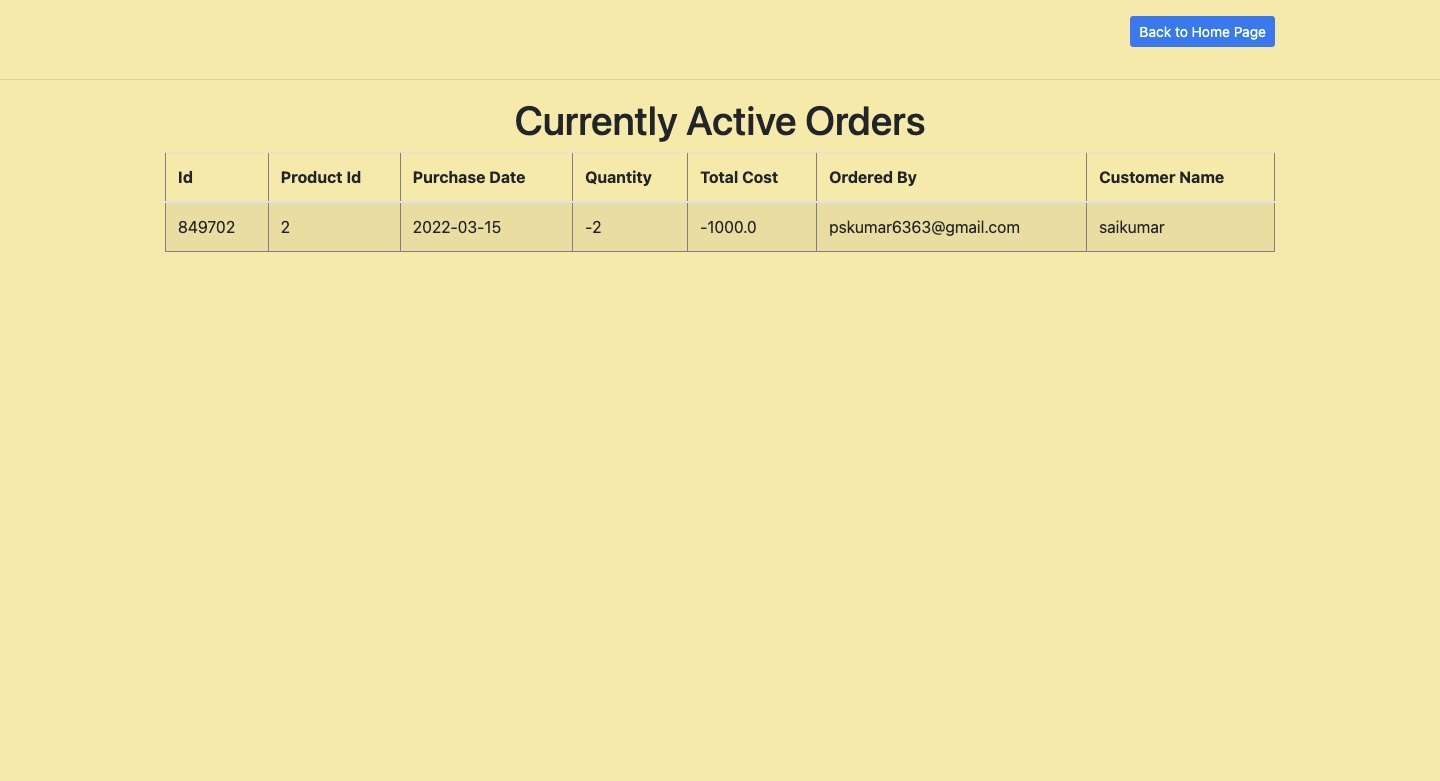 Back to Home Page
Currently Active Orders
Id Product Id Purchase Date Quantity Total Cost Ordered By Customer Name
849702 2 2022-03-15 -2 -1000.0 pskumar6363@gmail.com saikumar